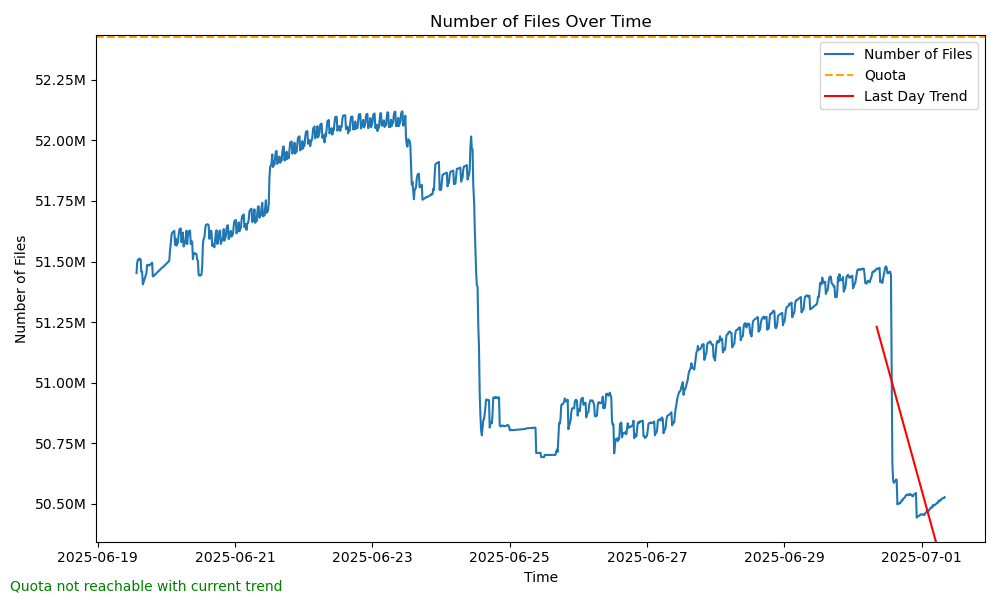 Number of Files Over Time
Number of Files
Quota
Last Day Trend
52.25M
52.00M
51.75M
51.50M
51.25M
51.00M
50.75M
50.50M
Number of Files
2025-06-19
2025-06-21
2025-06-23
2025-06-25
2025-06-27
2025-06-29
2025-07-01
Time
Quota not reachable with current trend